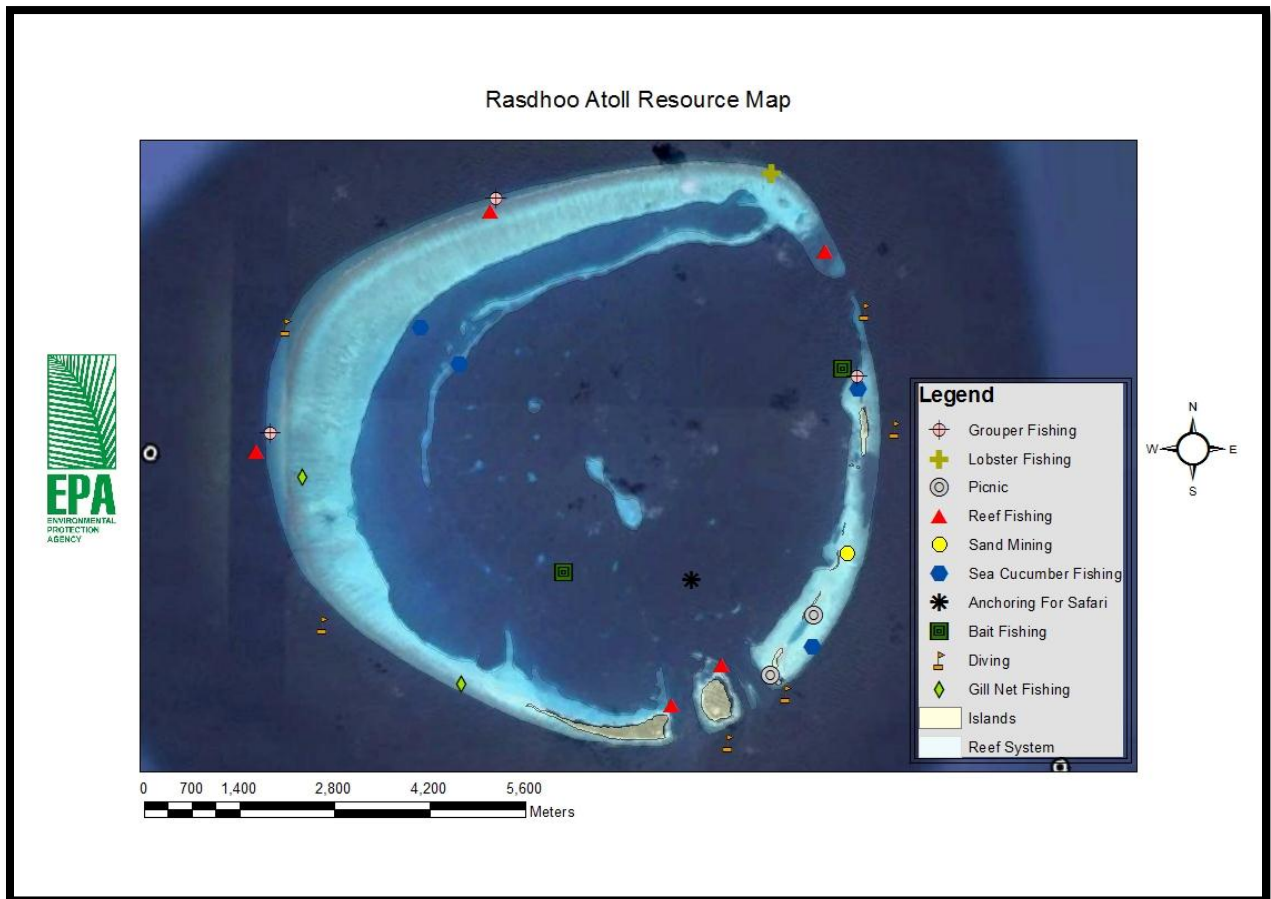 Rasdhoo Atoll Resource Map
EPA
ENVIRONMENTAL
PROTECTION
AGENCY
Legend
Grouper Fishing
Lobster Fishing
Picnic
Reef Fishing
Sand Mining
Sea Cucumber Fishing
Anchoring For Safari
Bait Fishing
Diving
Gill Net Fishing
Islands
Reef System
N
W E
S
0 700 1,400 2,800 4,200 5,600
Meters